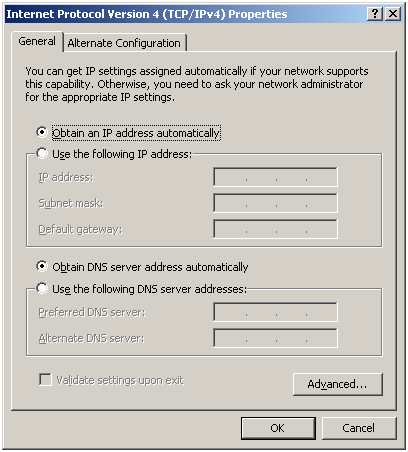 Internet Protocol Version 4 (TCP/IPv4) Properties
General
Alternate Configuration
You can get IP settings assigned automatically if your network supports
this capability. Otherwise, you need to ask your network administrator
for the appropriate IP settings.
Obtain an IP address automatically
Use the following IP address:
IP address:
Subnet mask:
Default gateway:
Obtain DNS server address automatically
Use the following DNS server addresses:
Preferred DNS server:
Alternate DNS server:
Validate settings upon exit
Advanced...
OK
Cancel